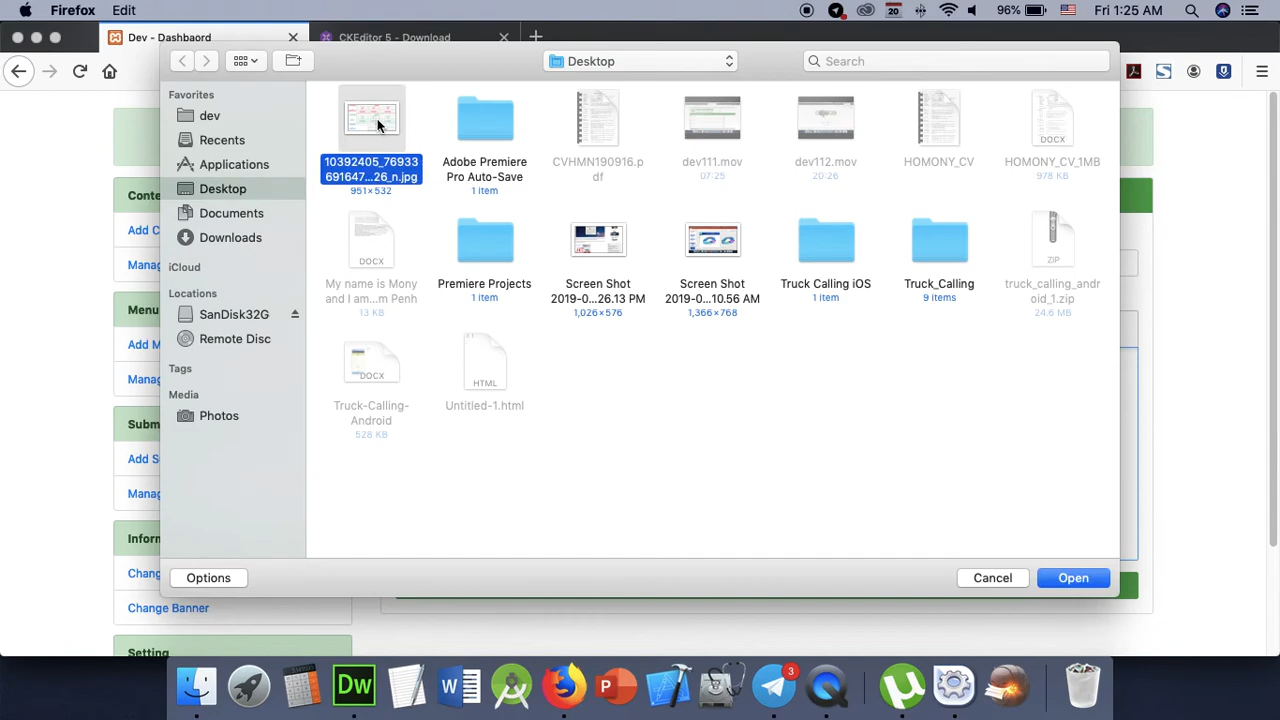 Firefox Edit
20 96% Fri 1:25 AM
Dev - Dashbaord
CKEditor 5 - Download
Desktop
Search
Favorites
dev
Recents
Applications
Desktop
Documents
Downloads
iCloud
Locations
SanDisk32G
Remote Disc
Tags
Media
Photos
10392405_76933
691647...26_n.jpg
951×532
Adobe Premiere
Pro Auto-Save
1 item
CVHMN190916.p
df
dev111.mov
07:25
dev112.mov
20:26
HOMONY_CV
DOCX
HOMONY_CV_1MB
978 KB
DOCX
My name is Mony
and I am...m Penh
13 KB
Premiere Projects
1 item
Screen Shot
2019-0...26.13 PM
1,026×576
Screen Shot
2019-0...10.56 AM
1,366×768
Truck Calling iOS
1 item
Truck_Calling
9 items
ZIP
truck_calling_andr
oid_1.zip
24.6 MB
DOCX
Truck-Calling-
Android
528 KB
HTML
Untitled-1.html
Options
Cancel
Open
Conte
Add C
Manag
Menu
Add M
Manag
Subm
Add S
Manag
Inform
Chang
Change Banner
Setting
Dw
W
P
3